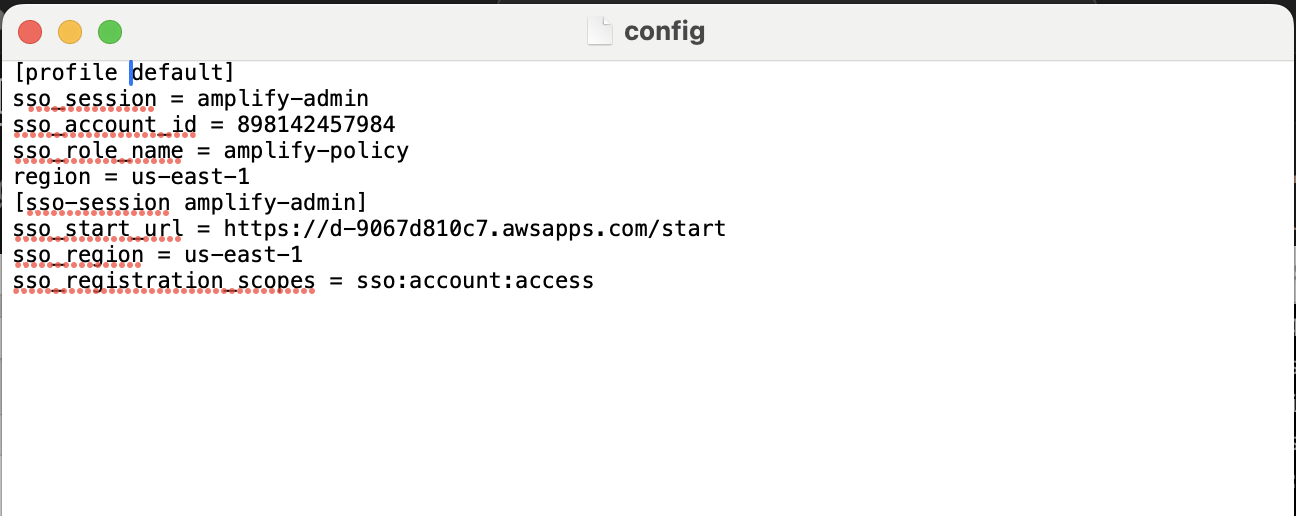 config
[profile default]
sso_session = amplify-admin
sso_account_id = 898142457984
sso_role_name = amplify-policy
region = us-east-1
[sso-session amplify-admin]
sso_start_url = https://d-9067d810c7.awsapps.com/start
sso_region = us-east-1
sso_registration_scopes = sso:account:access